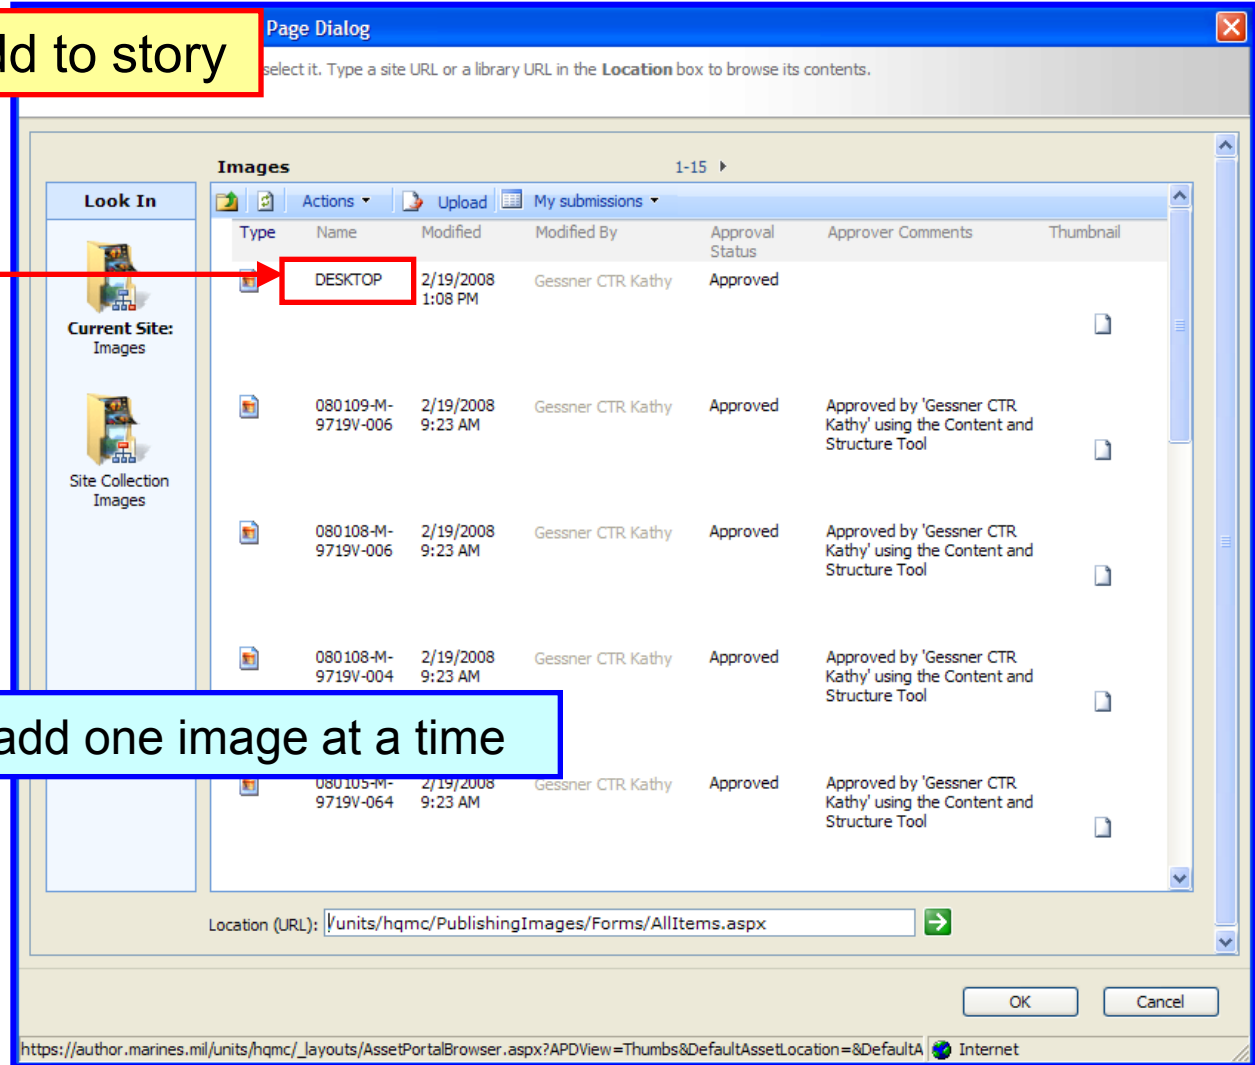 Page Dialog
dd to story
select it. Type a site URL or a library URL in the Location box to browse its contents.
Images 1-15
Look In
Actions Upload My submissions
Type Name Modified Modified By Approval Status Approver Comments Thumbnail
DESKTOP 2/19/2008 1:08 PM Gessner CTR Kathy Approved
Current Site:
Images
080109-M-9719V-006 2/19/2008 9:23 AM Gessner CTR Kathy Approved Approved by 'Gessner CTR Kathy' using the Content and Structure Tool
Site Collection
Images
080108-M-9719V-006 2/19/2008 9:23 AM Gessner CTR Kathy Approved Approved by 'Gessner CTR Kathy' using the Content and Structure Tool
080108-M-9719V-004 2/19/2008 9:23 AM Gessner CTR Kathy Approved Approved by 'Gessner CTR Kathy' using the Content and Structure Tool
add one image at a time
080105-M-9719V-064 2/19/2008 9:23 AM Gessner CTR Kathy Approved Approved by 'Gessner CTR Kathy' using the Content and Structure Tool
Location (URL): /units/hqmc/PublishingImages/Forms/AllItems.aspx
OK Cancel
https://author.marines.mil/units/hqmc/_layouts/AssetPortalBrowser.aspx?APDView=Thumbs&DefaultAssetLocation=&DefaultA Internet